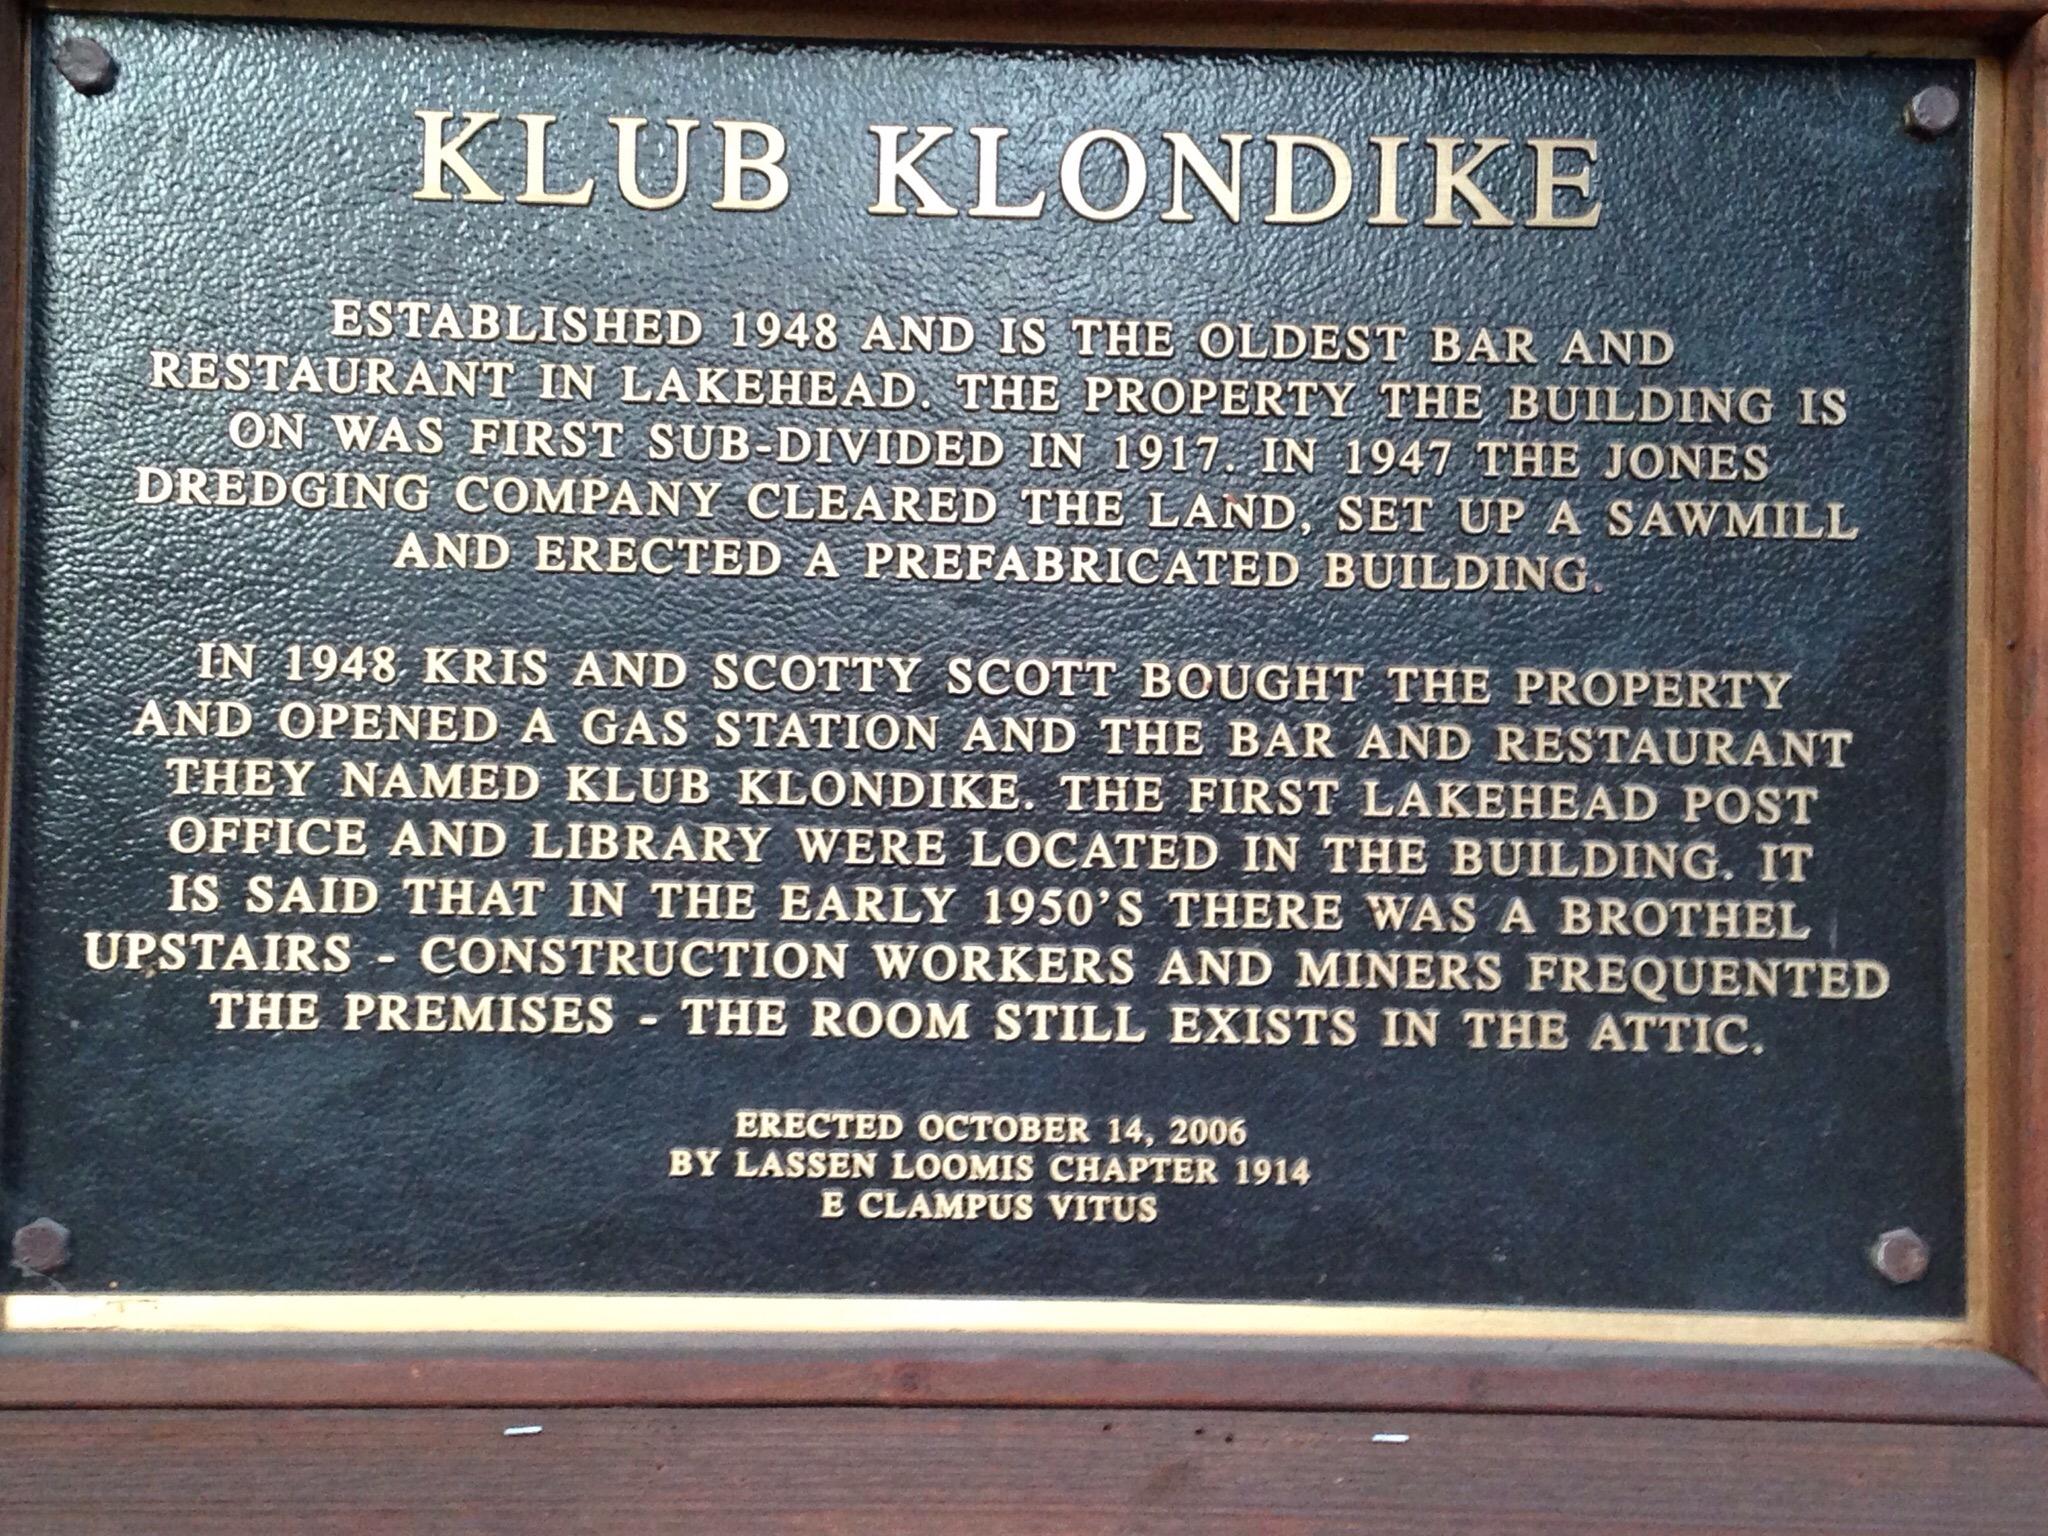 KLUB KLONDIKE
ESTABLISHED 1948 AND IS THE OLDEST BAR AND
RESTAURANT IN LAKEHEAD. THE PROPERTY THE BUILDING IS
ON WAS FIRST SUB-DIVIDED IN 1917. IN 1947 THE JONES
DREDGING COMPANY CLEARED THE LAND, SET UP A SAWMILL
AND ERECTED A PREFABRICATED BUILDING.
IN 1948 KRIS AND SCOTTY SCOTT BOUGHT THE PROPERTY
AND OPENED A GAS STATION AND THE BAR AND RESTAURANT
THEY NAMED KLUB KLONDIKE. THE FIRST LAKEHEAD POST
OFFICE AND LIBRARY WERE LOCATED IN THE BUILDING. IT
IS SAID THAT IN THE EARLY 1950'S THERE WAS A BROTHEL
UPSTAIRS - CONSTRUCTION WORKERS AND MINERS FREQUENTED
THE PREMISES - THE ROOM STILL EXISTS IN THE ATTIC.
ERECTED OCTOBER 14, 2006
BY LASSEN LOOMIS CHAPTER 1914
E CLAMPUS VITUS